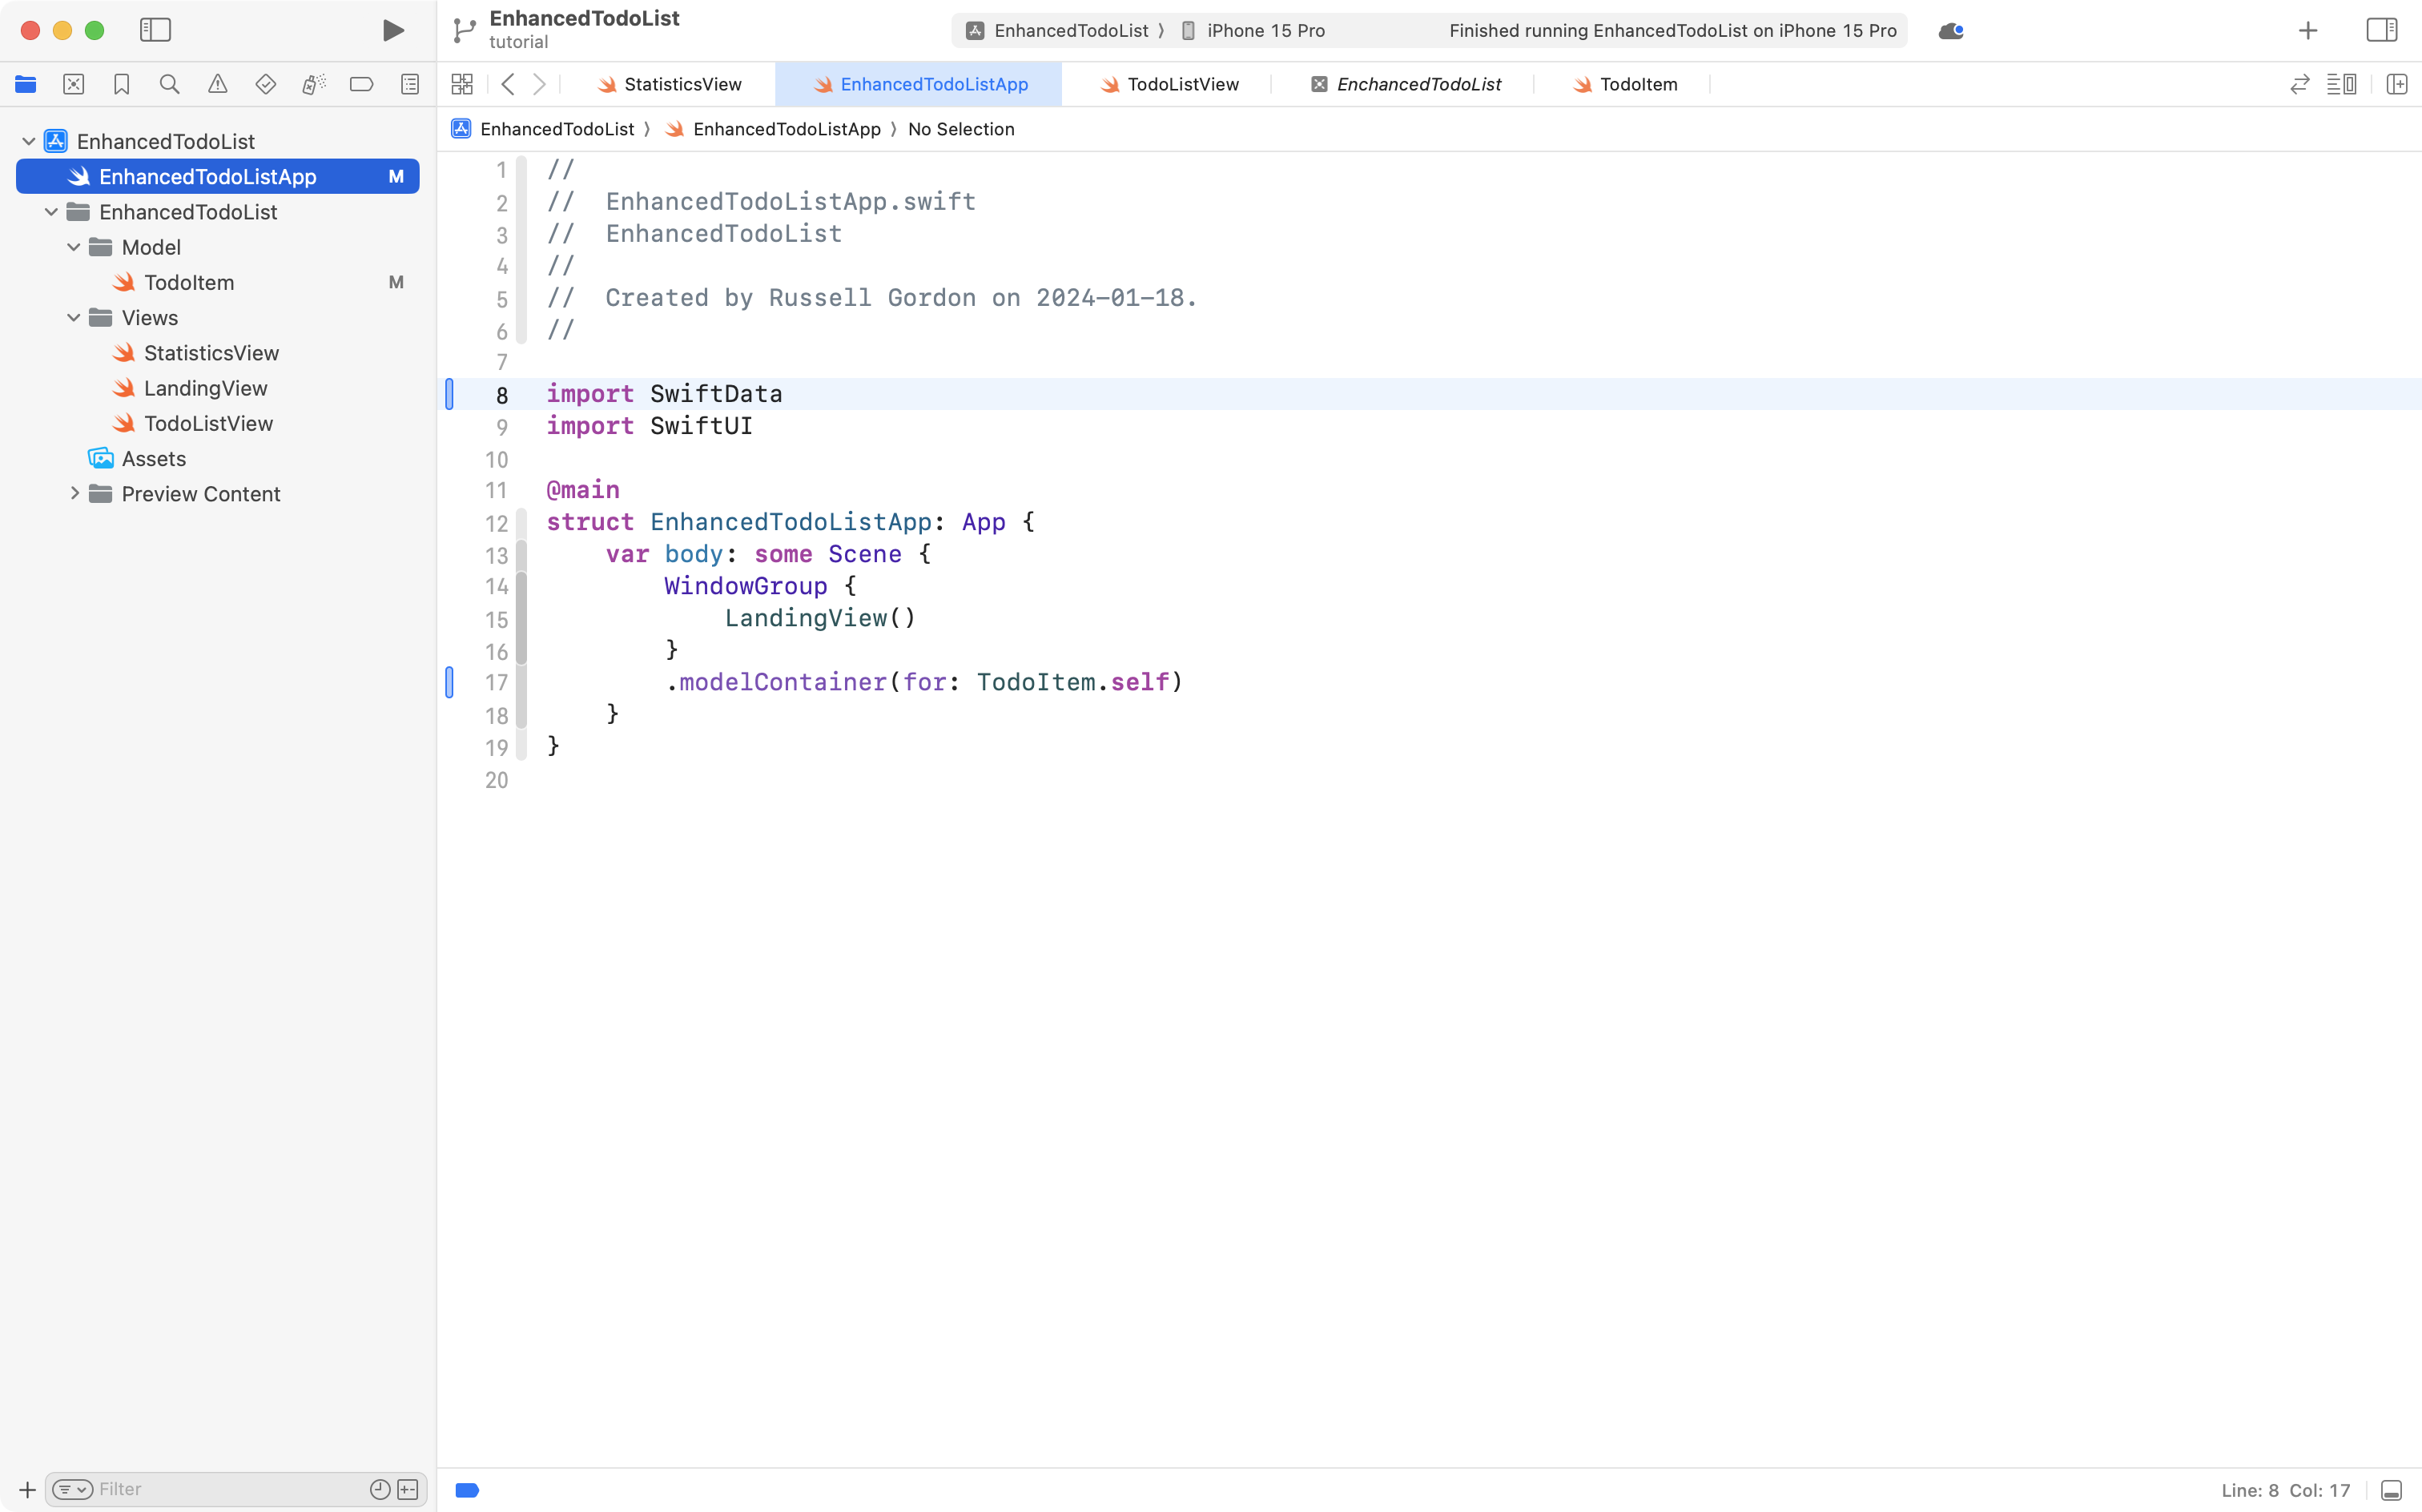 EnhancedTodoList
tutorial
EnhancedTodoList 〉 iPhone 15 Pro
Finished running EnhancedTodoList on iPhone 15 Pro
StatisticsView
EnhancedTodoListApp
TodoListView
EnchancedTodoList
TodoItem
EnhancedTodoList 〉 EnhancedTodoListApp 〉 No Selection
EnhancedTodoList
EnhancedTodoListApp M
EnhancedTodoList
Model
TodoItem M
Views
StatisticsView
LandingView
TodoListView
Assets
Preview Content
1 //
2 //  EnhancedTodoListApp.swift
3 //  EnhancedTodoList
4 //
5 //  Created by Russell Gordon on 2024-01-18.
6 //
7
8 import SwiftData
9 import SwiftUI
10
11 @main
12 struct EnhancedTodoListApp: App {
13     var body: some Scene {
14         WindowGroup {
15             LandingView()
16         }
17         .modelContainer(for: TodoItem.self)
18     }
19 }
20
Filter
Line: 8 Col: 17